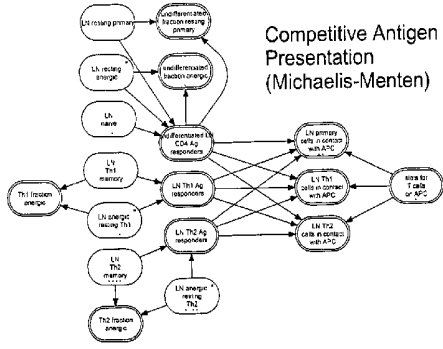 Competitive Antigen
Presentation
(Michaelis-Menten)
LN resting primary
undifferentiated
fraction resting
primary
LN resting
anergic
undifferentiated
fraction anergic
LN
naive
undifferentiated LN
CD4 Ag
responders
LN primary
cells in contact
with APC
LN
Th1
memory
LN Th1 Ag
responders
LN Th1
cells in contact
with APC
slots for
T cells
on APC
Th1 fraction
anergic
LN anergic
resting Th1
LN Th2 Ag
responders
LN Th2
cells in contact
with APC
LN
Th2
memory
LN anergic
resting
Th2
Th2 fraction
anergic